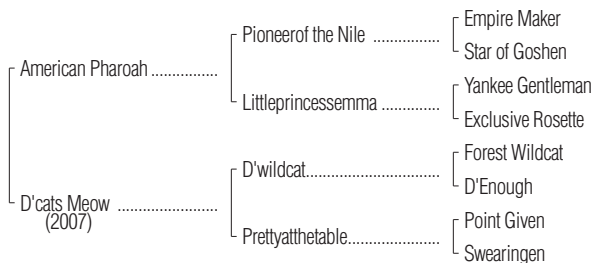 Empire Maker
Pioneerof the Nile ................
Star of Goshen
American Pharoah ................
Yankee Gentleman
Littleprincessemma ..............
Exclusive Rosette
Forest Wildcat
D'wildcat................................
D'Enough
D'cats Meow ........................
(2007)
Point Given
Prettyatthetable......................
Swearingen